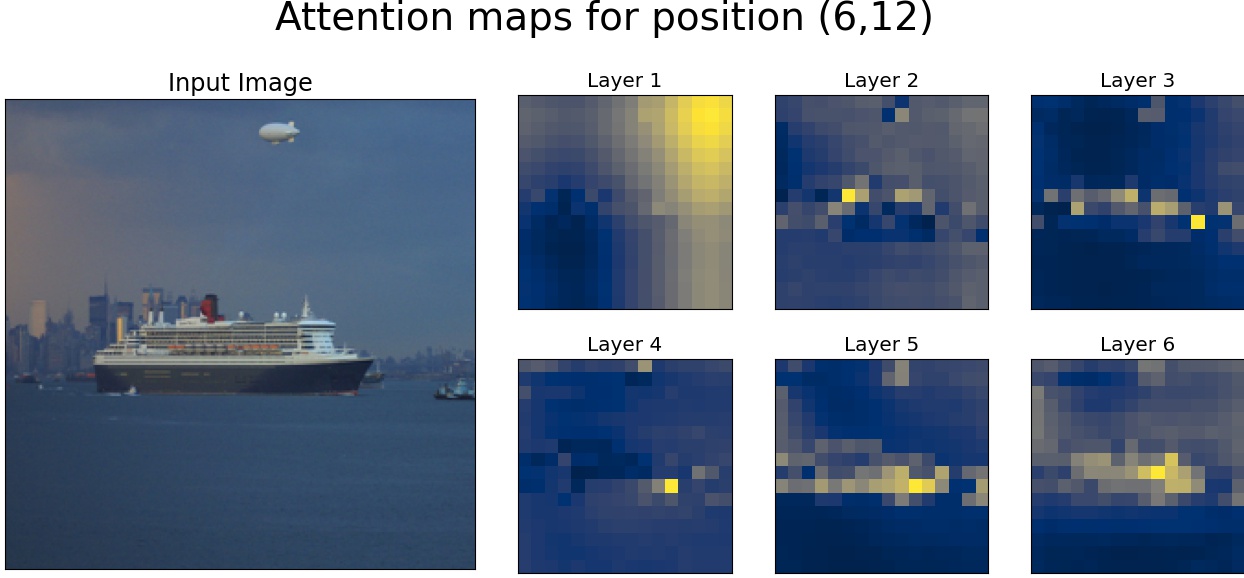 Attention maps for position (6,12)
Input Image
Layer 1
Layer 2
Layer 3
Layer 4
Layer 5
Layer 6